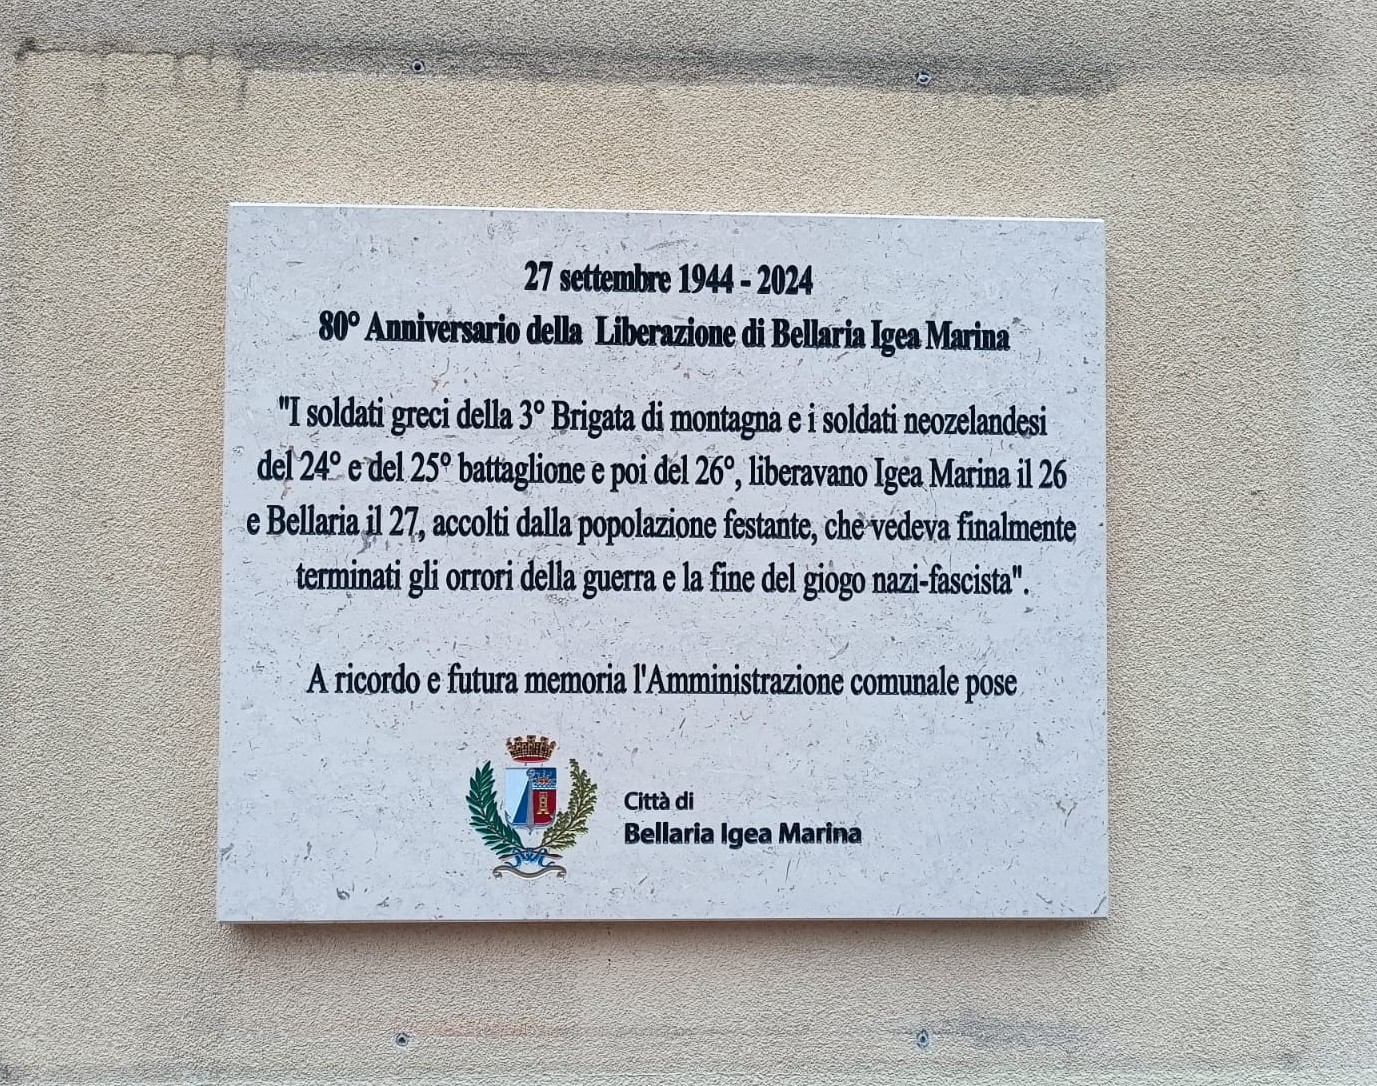 27 settembre 1944 - 2024
80° Anniversario della Liberazione di Bellaria Igea Marina
"I soldati greci della 3° Brigata di montagna e i soldati neozelandesi
del 24° e del 25° battaglione e poi del 26°, liberavano Igea Marina il 26
e Bellaria il 27, accolti dalla popolazione festante, che vedeva finalmente
terminati gli orrori della guerra e la fine del giogo nazi-fascista".
A ricordo e futura memoria l'Amministrazione comunale pose
Città di
Bellaria Igea Marina